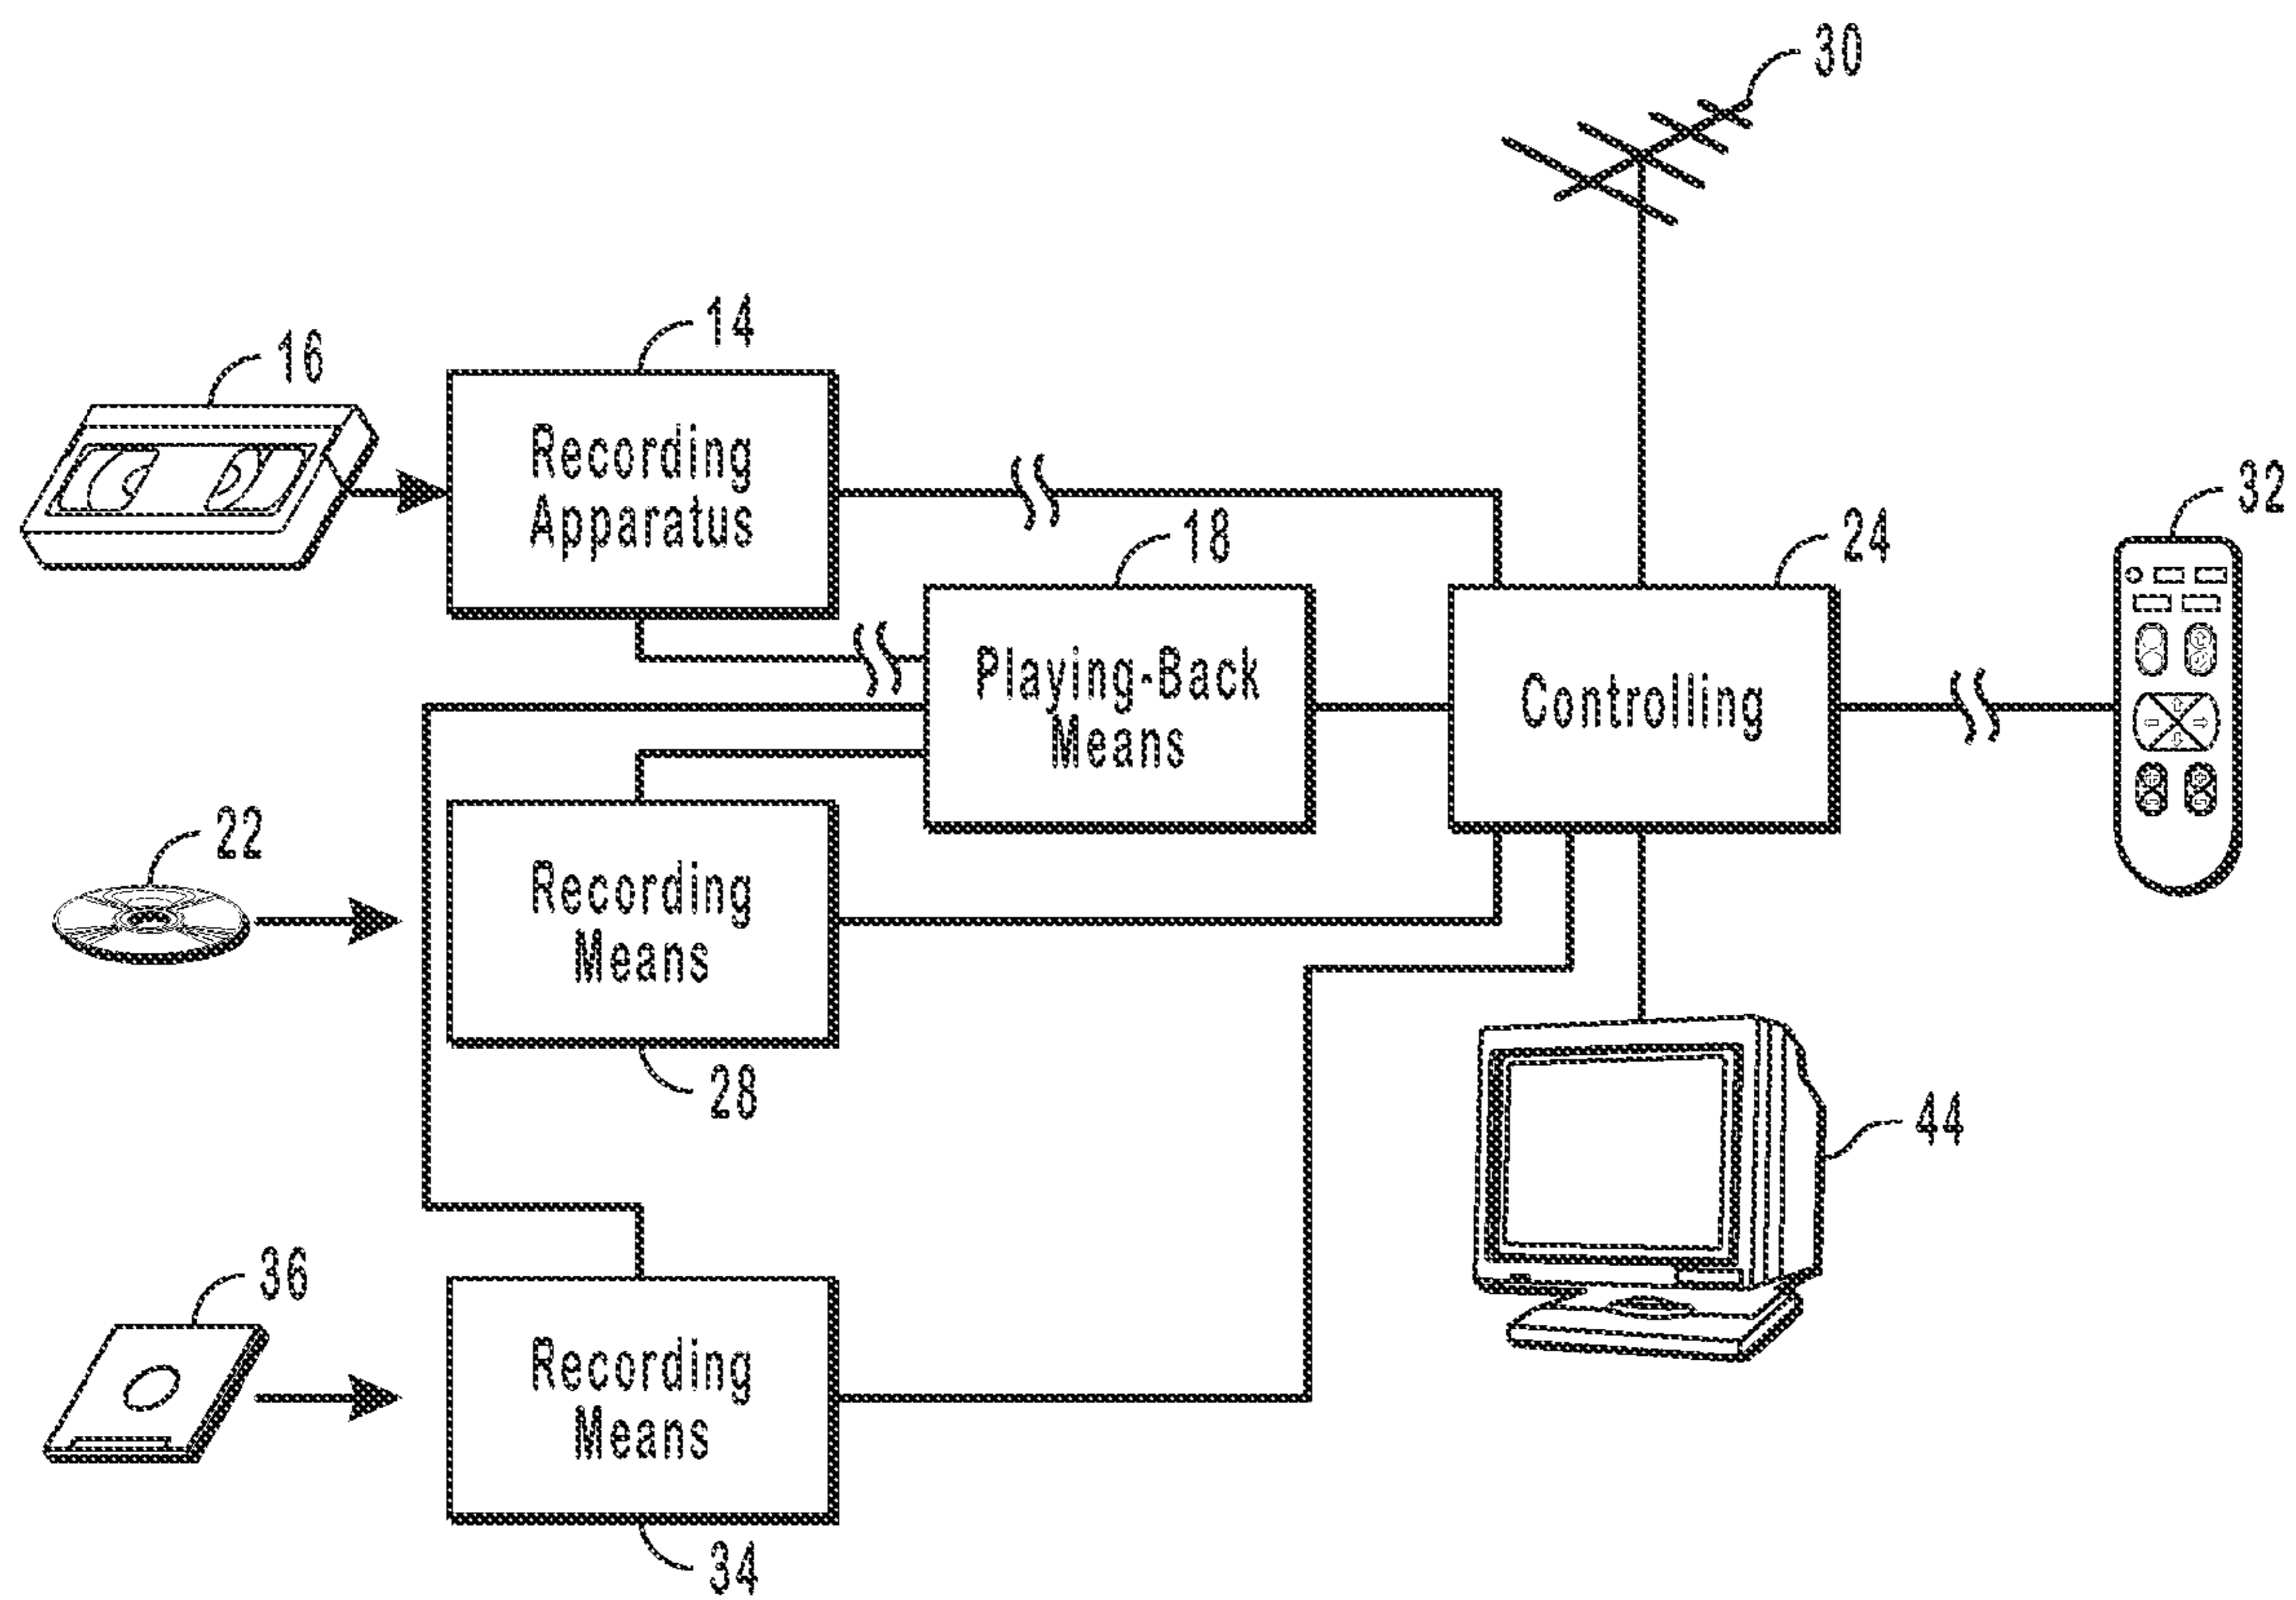 30
14
16
Recording
Apparatus
32
18
24
Playing-Back
Means
Controlling
22
Recording
Means
28
44
36
Recording
Means
34